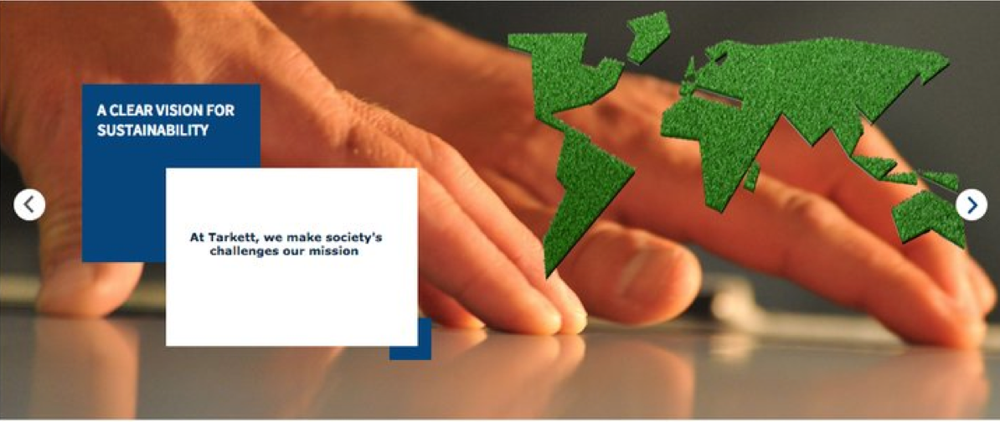 A CLEAR VISION FOR
SUSTAINABILITY
At Tarkett, we make society's
challenges our mission